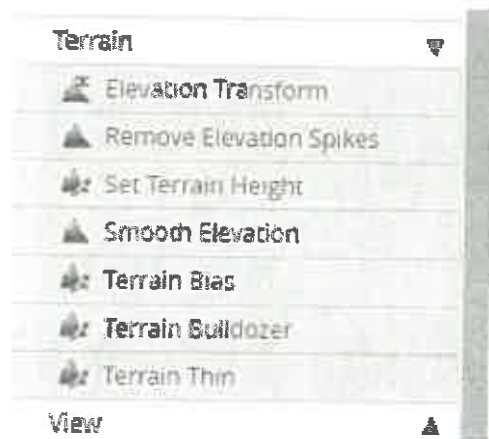 Terrain
Elevation Transform
Remove Elevation Spikes
Set Terrain Height
Smooth Elevation
Terrain Bias
Terrain Bulldozer
Terrain Thin
View